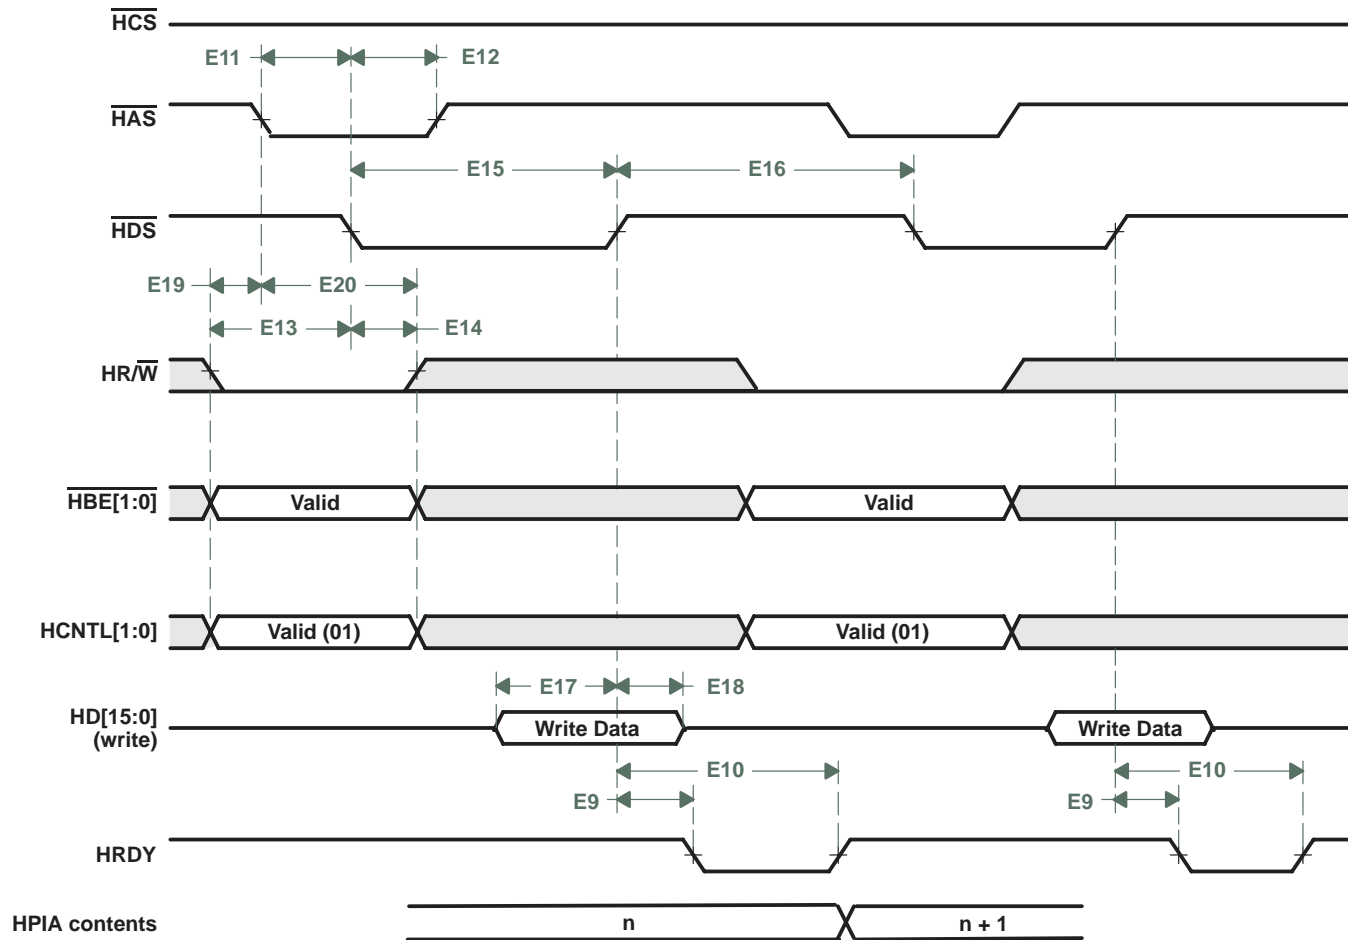 HCS
E11
E12
HAS
E15
E16
HDS
E19
E20
E13
E14
HR/W
HBE[1:0]
Valid
Valid
HCNTL[1:0]
Valid (01)
Valid (01)
E17
E18
HD[15:0]
(write)
Write Data
Write Data
E10
E10
E9
E9
HRDY
HPIA contents
n
n + 1